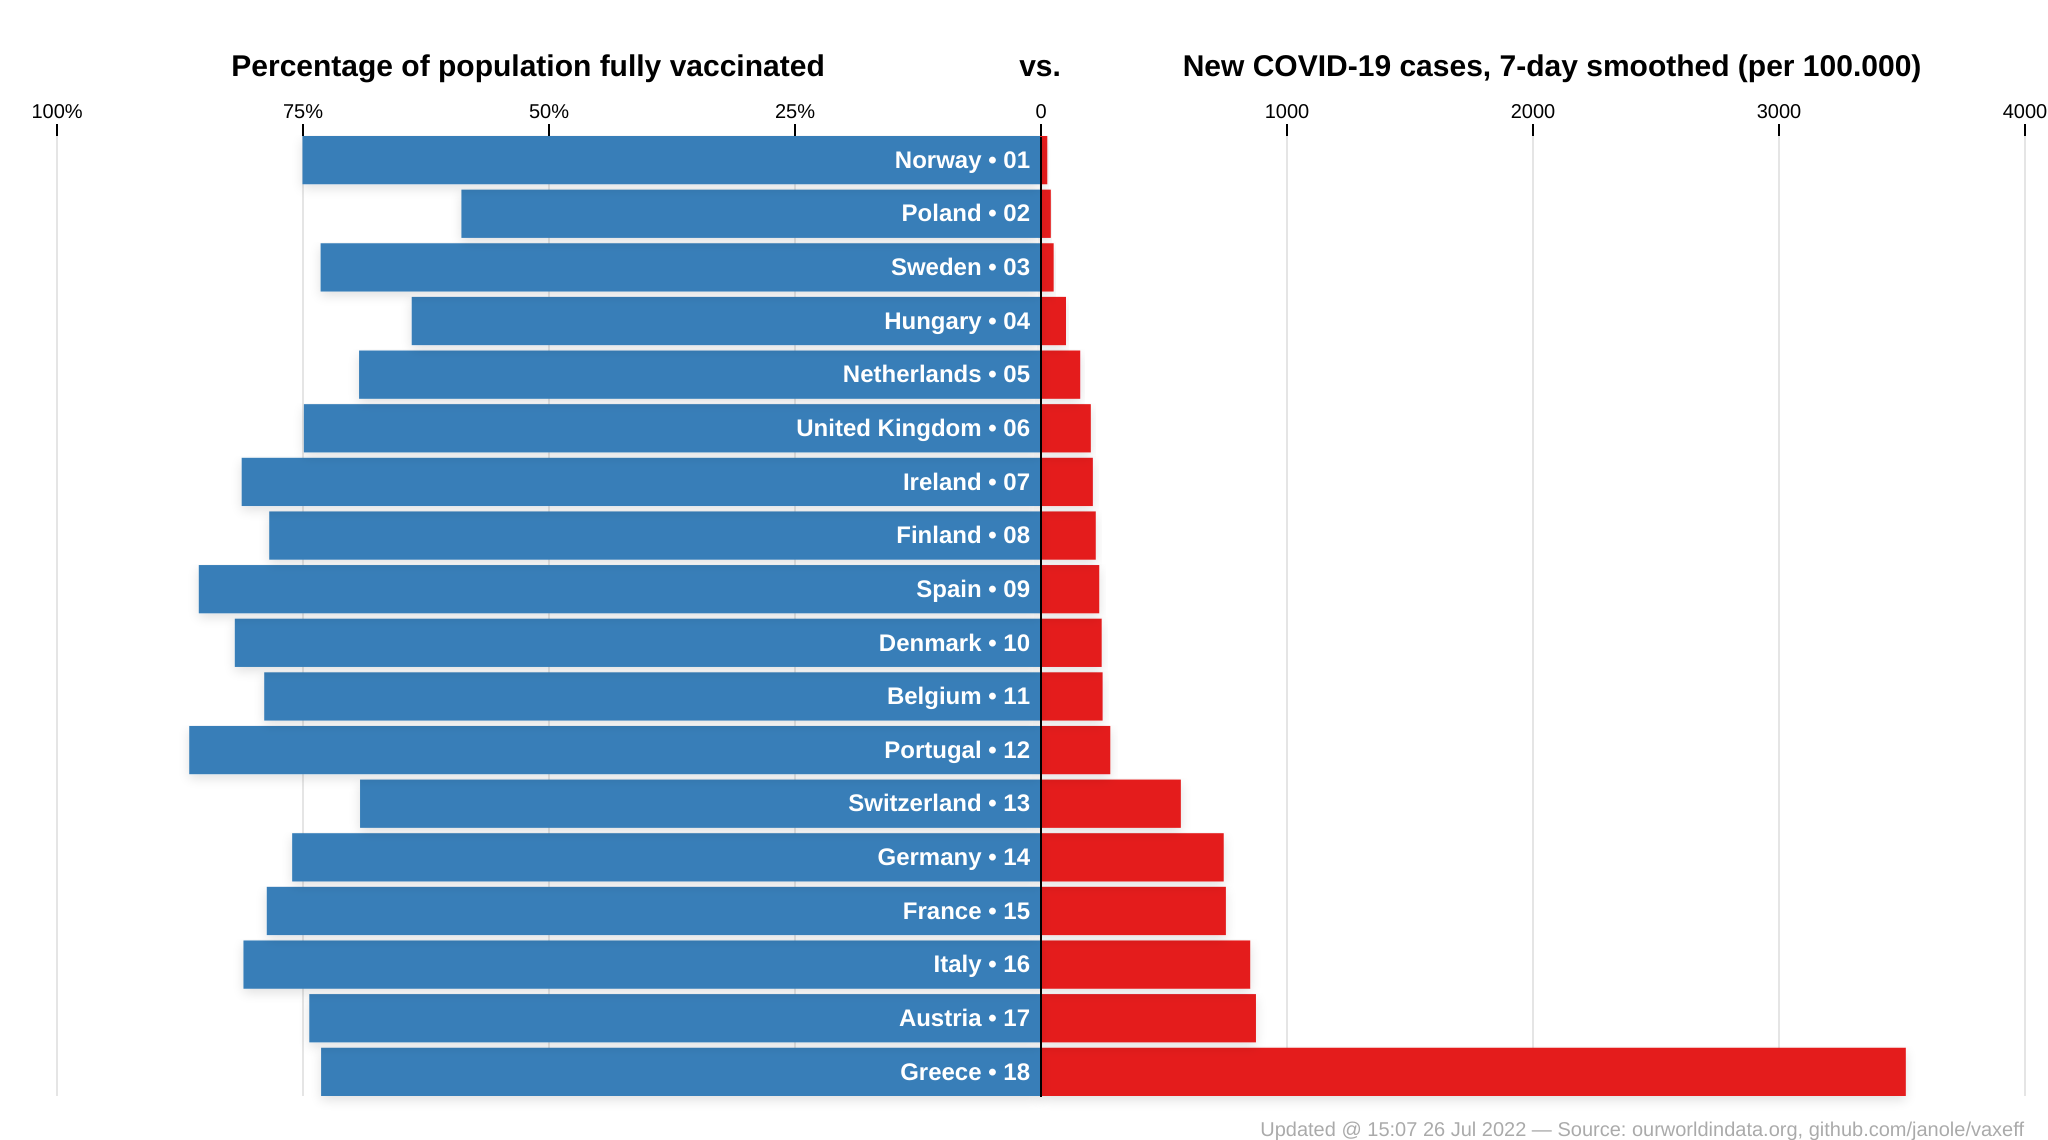 Percentage of population fully vaccinated vs. New COVID-19 cases, 7-day smoothed (per 100.000)
100% 75% 50% 25% 0 1000 2000 3000 4000
Norway • 01
Poland • 02
Sweden • 03
Hungary • 04
Netherlands • 05
United Kingdom • 06
Ireland • 07
Finland • 08
Spain • 09
Denmark • 10
Belgium • 11
Portugal • 12
Switzerland • 13
Germany • 14
France • 15
Italy • 16
Austria • 17
Greece • 18
Updated @ 15:07 26 Jul 2022 — Source: ourworldindata.org, github.com/janole/vaxeff